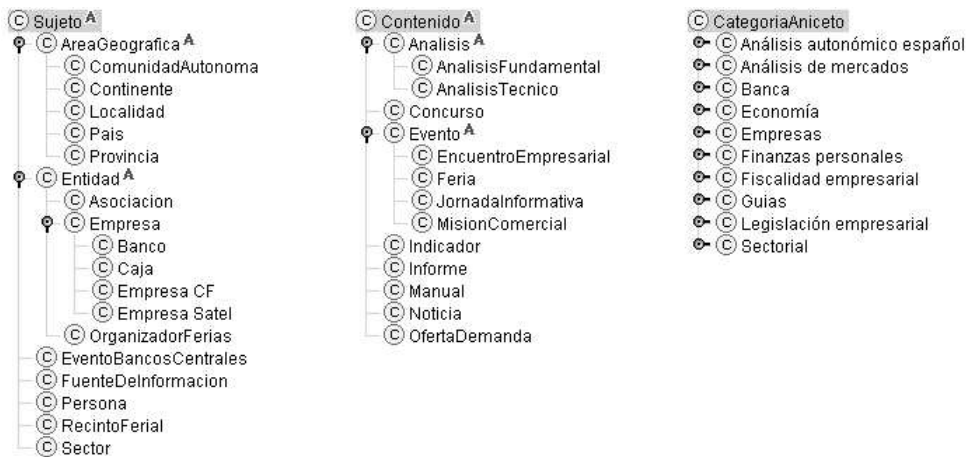 C Sujeto A
C AreaGeografica A
C ComunidadAutonoma
C Continente
C Localidad
C Pais
C Provincia
C Entidad A
C Asociacion
C Empresa
C Banco
C Caja
C Empresa CF
C Empresa Satel
C OrganizadorFerias
C EventoBancosCentrales
C FuenteDeInformacion
C Persona
C RecintoFerial
C Sector
C Contenido A
C Analisis A
C AnalisisFundamental
C AnalisisTecnico
C Concurso
C Evento A
C EncuentroEmpresarial
C Feria
C JornadaInformativa
C MisionComercial
C Indicador
C Informe
C Manual
C Noticia
C OfertaDemanda
C CategoriaAniceto
C Análisis autonómico español
C Análisis de mercados
C Banca
C Economía
C Empresas
C Finanzas personales
C Fiscalidad empresarial
C Guias
C Legislación empresarial
C Sectorial